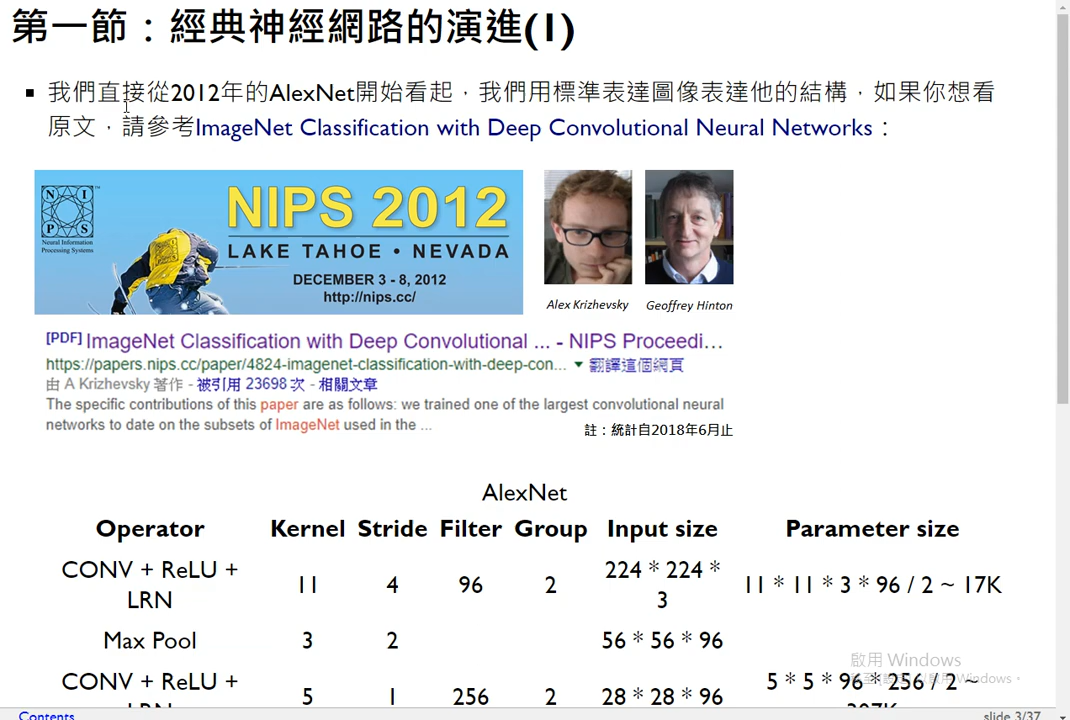 第一節：經典神經網路的演進(1)
我們直接從2012年的AlexNet開始看起，我們用標準表達圖像表達他的結構，如果你想看
原文，請參考ImageNet Classification with Deep Convolutional Neural Networks：
N I P S
Neural Information
Processing Systems
NIPS 2012
LAKE TAHOE • NEVADA
DECEMBER 3 - 8, 2012
http://nips.cc/
Alex Krizhevsky Geoffrey Hinton
[PDF] ImageNet Classification with Deep Convolutional ... - NIPS Proceedi...
https://papers.nips.cc/paper/4824-imagenet-classification-with-deep-con... ▼ 翻譯這個網頁
由 A Krizhevsky 著作 - 被引用 23698 次 - 相關文章
The specific contributions of this paper are as follows: we trained one of the largest convolutional neural
networks to date on the subsets of ImageNet used in the ...
註：統計自2018年6月止
AlexNet
Operator Kernel Stride Filter Group Input size Parameter size
CONV + ReLU +
LRN 11 4 96 2 224 * 224 *
3 11 * 11 * 3 * 96 / 2 ~ 17K
Max Pool 3 2 56 * 56 * 96
CONV + ReLU +
5 1 256 2 28 * 28 * 96 5 * 5 * 96 * 256 / 2 ~
307K
啟用 Windows
Contents slide 3/37